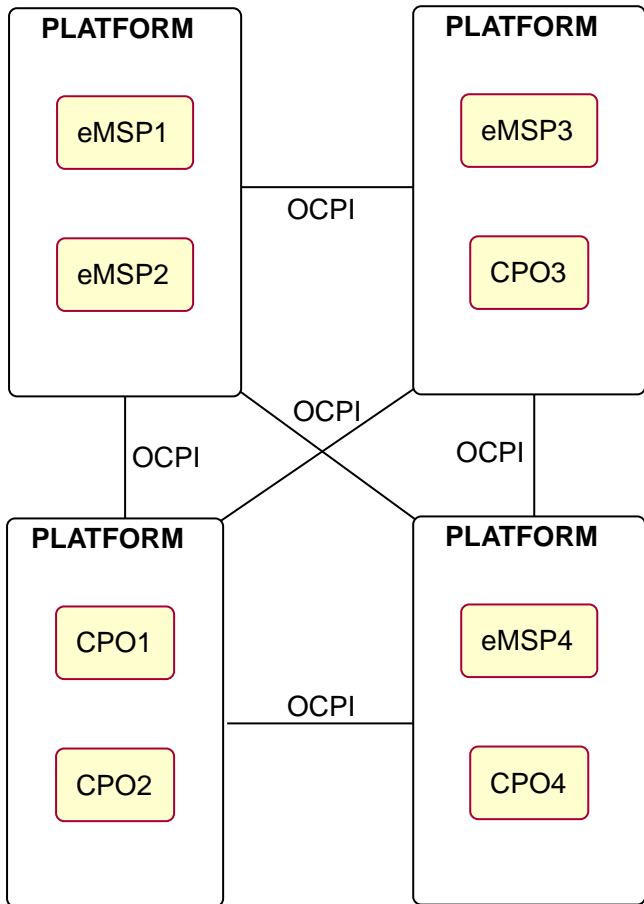 PLATFORM
eMSP1
eMSP2
PLATFORM
eMSP3
CPO3
OCPI
OCPI
OCPI
OCPI
PLATFORM
CPO1
CPO2
PLATFORM
eMSP4
CPO4
OCPI